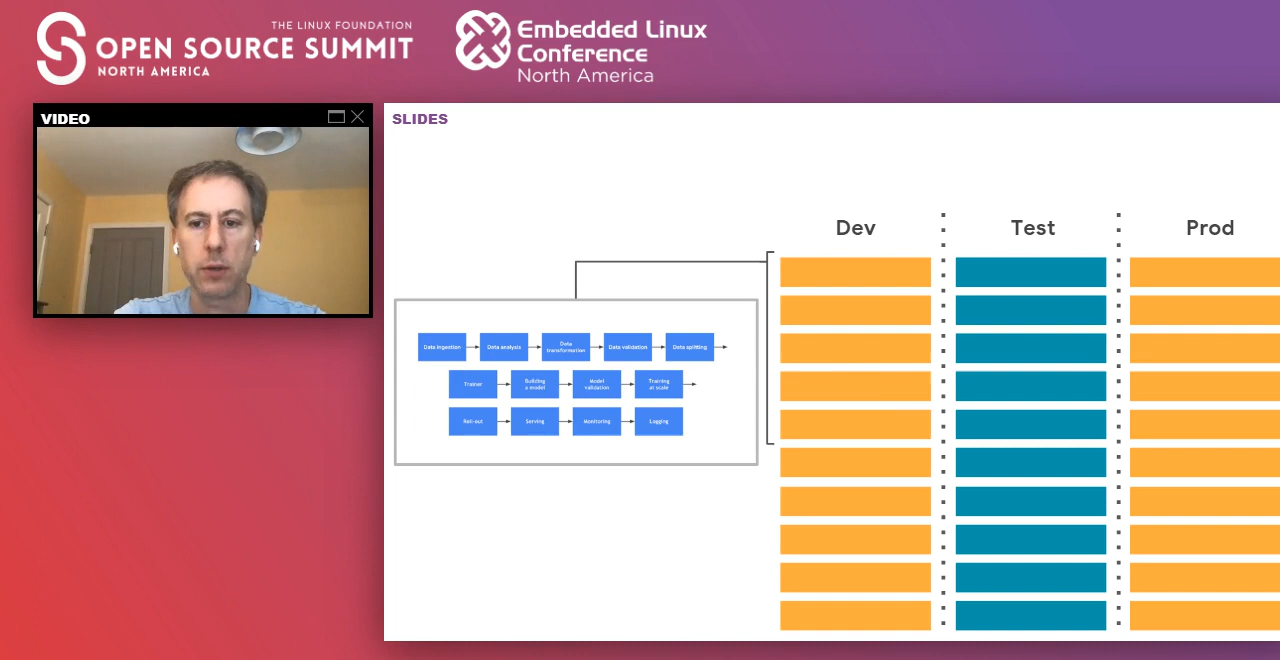 THE LINUX FOUNDATION
OPEN SOURCE SUMMIT
NORTH AMERICA
Embedded Linux
Conference
North America
VIDEO
SLIDES
Dev
Test
Prod
Data ingestion
Data analysis
Data
transformation
Data validation
Data splitting
Trainer
Building
a model
Model
validation
Training
at scale
Roll-out
Serving
Monitoring
Logging